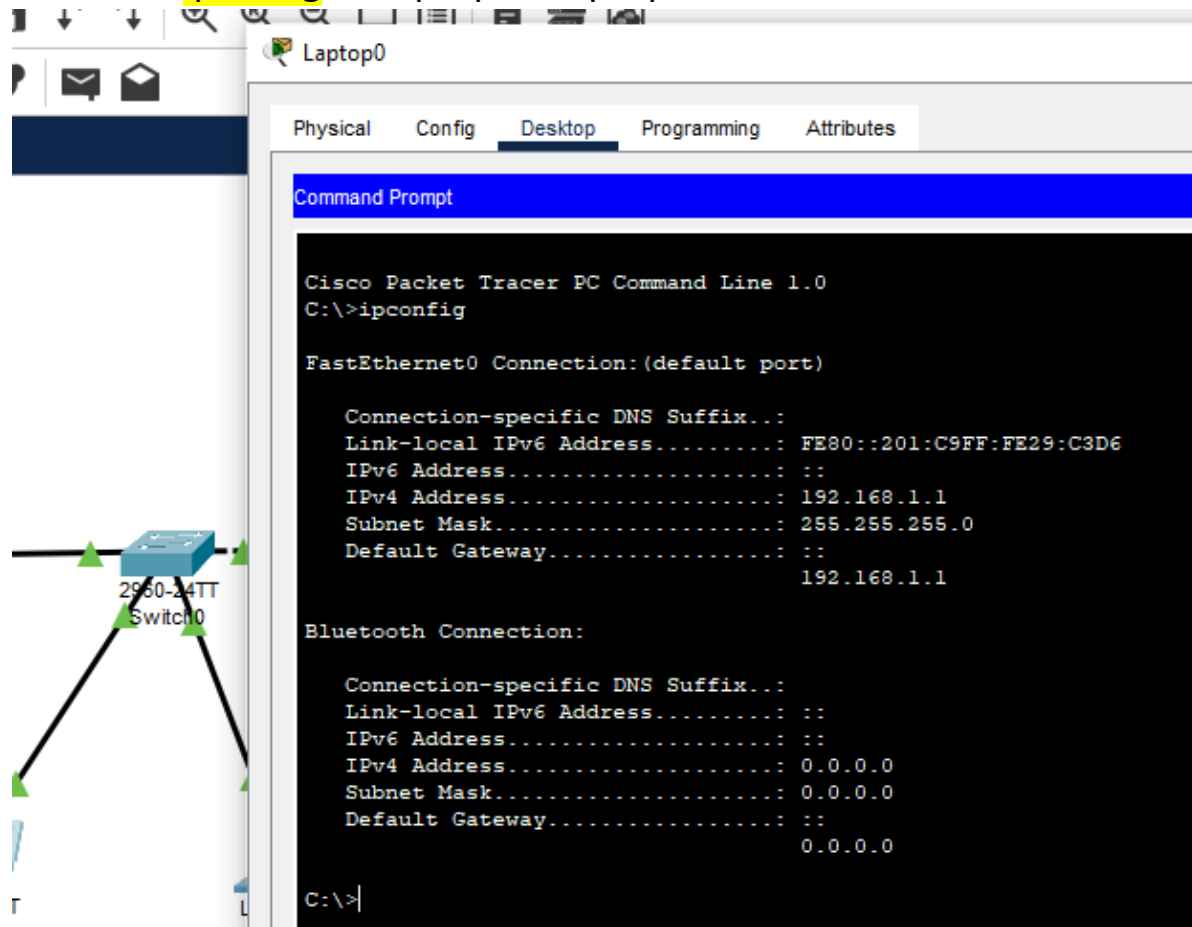 Laptop0
Physical Config Desktop Programming Attributes
Command Prompt
Cisco Packet Tracer PC Command Line 1.0
C:\>ipconfig
FastEthernet0 Connection:(default port)
Connection-specific DNS Suffix..:
Link-local IPv6 Address.........: FE80::201:C9FF:FE29:C3D6
IPv6 Address....................: ::
IPv4 Address....................: 192.168.1.1
Subnet Mask.....................: 255.255.255.0
Default Gateway.................: ::
192.168.1.1
Bluetooth Connection:
Connection-specific DNS Suffix..:
Link-local IPv6 Address.........: ::
IPv6 Address....................: ::
IPv4 Address....................: 0.0.0.0
Subnet Mask.....................: 0.0.0.0
Default Gateway.................: ::
0.0.0.0
C:\>
2960-24TT
Switch0
T
L